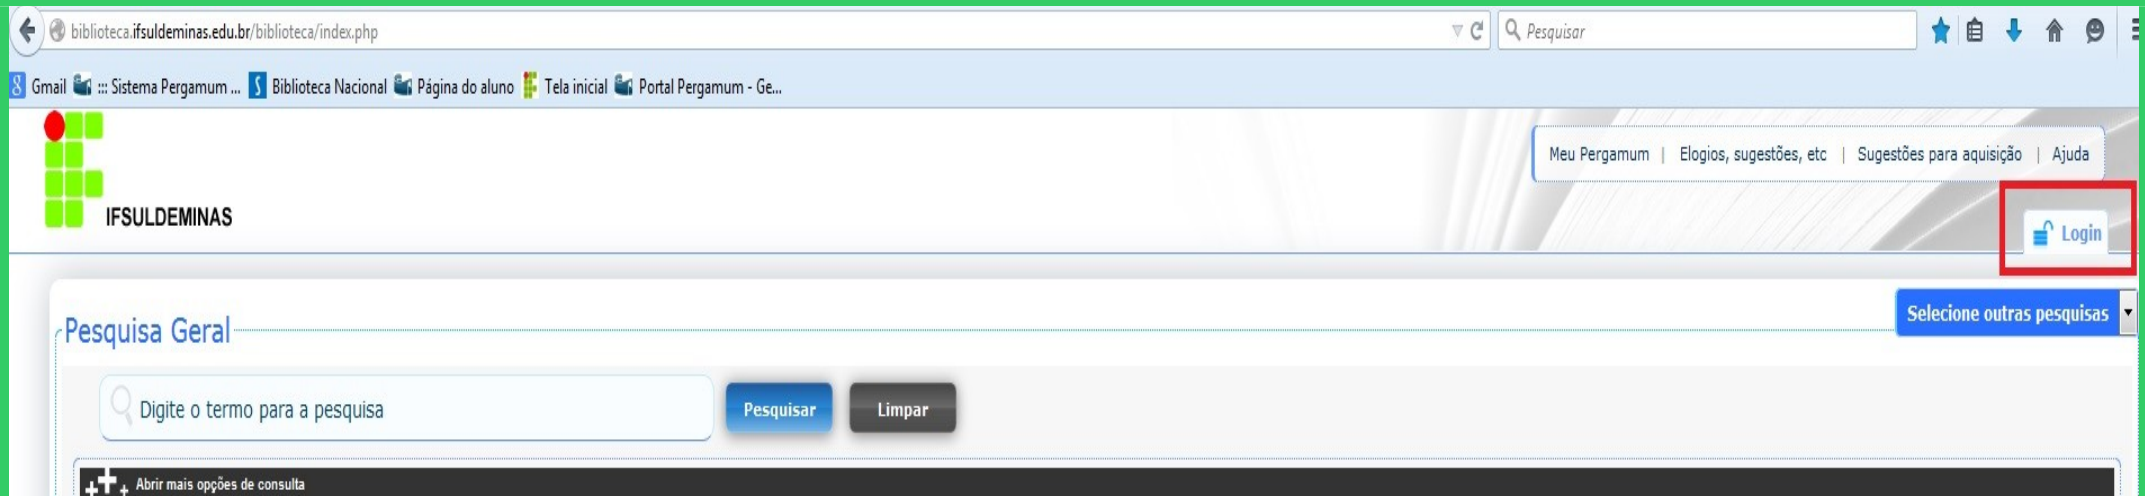 biblioteca.ifsuldeminas.edu.br/biblioteca/index.php
Pesquisar
Gmail ::: Sistema Pergamum ... Biblioteca Nacional Página do aluno Tela inicial Portal Pergamum - Ge...
Meu Pergamum | Elogios, sugestões, etc | Sugestões para aquisição | Ajuda
IFSULDEMINAS
Login
Selecione outras pesquisas
Pesquisa Geral
Digite o termo para a pesquisa Pesquisar Limpar
Abrir mais opções de consulta